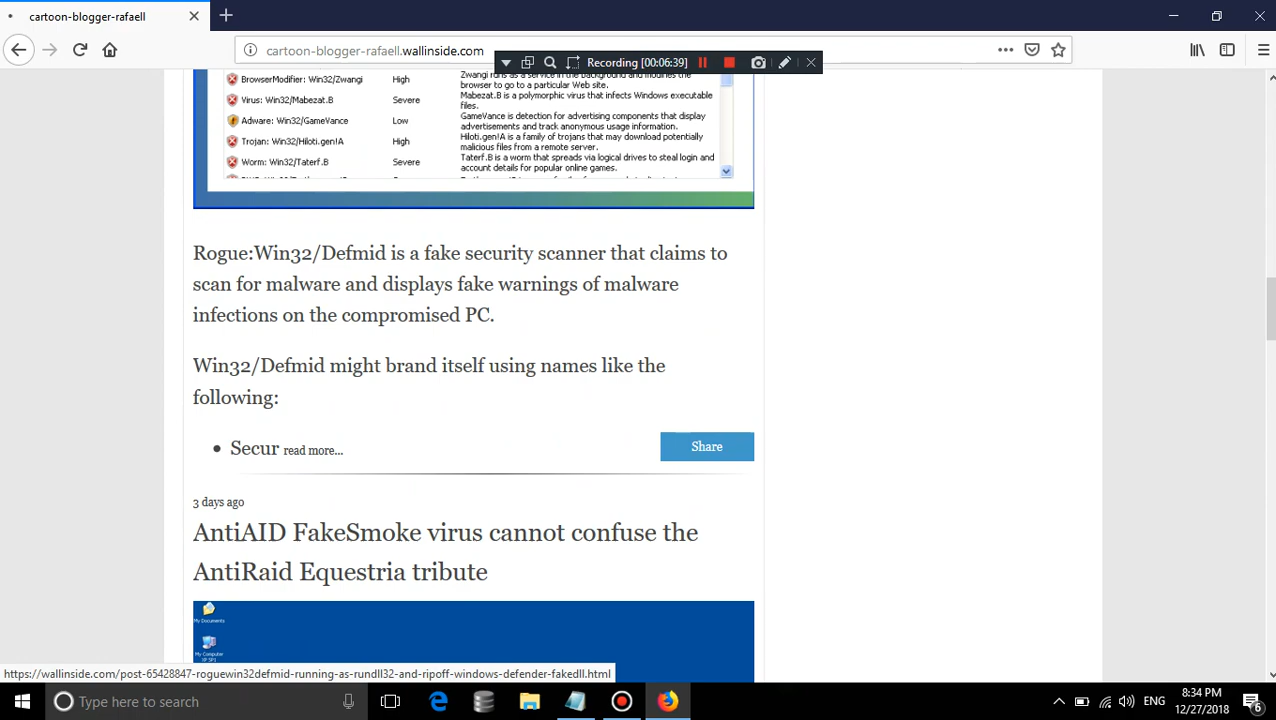 cartoon-blogger-rafaell
cartoon-blogger-rafaell.wallinside.com
Recording [00:06:39]
BrowserModifier: Win32/Zwangi High Zwangi runs as a service in the background and modifies the
browser to go to a particular Web site.
Virus: Win32/Mabezat.B Severe Mabezat.B is a polymorphic virus that infects Windows executable
files.
Adware: Win32/GameVance Low GameVance is detection for advertising components that display
advertisements and track anonymous usage information.
Trojan: Win32/Hiloti.gen!A High Hiloti.gen!A is a family of trojans that may download potentially
malicious files from a remote server.
Worm: Win32/Taterf.B Severe Taterf.B is a worm that spreads via logical drives to steal login and
account details for popular online games.
Rogue:Win32/Defmid is a fake security scanner that claims to
scan for malware and displays fake warnings of malware
infections on the compromised PC.
Win32/Defmid might brand itself using names like the
following:
• Secur read more...
Share
3 days ago
AntiAID FakeSmoke virus cannot confuse the
AntiRaid Equestria tribute
My Documents
My Computer
https://wallinside.com/post-65428847-roguewin32defmid-running-as-rundll32-and-ripoff-windows-defender-fakedll.html
Type here to search
ENG
8:34 PM
12/27/2018
6